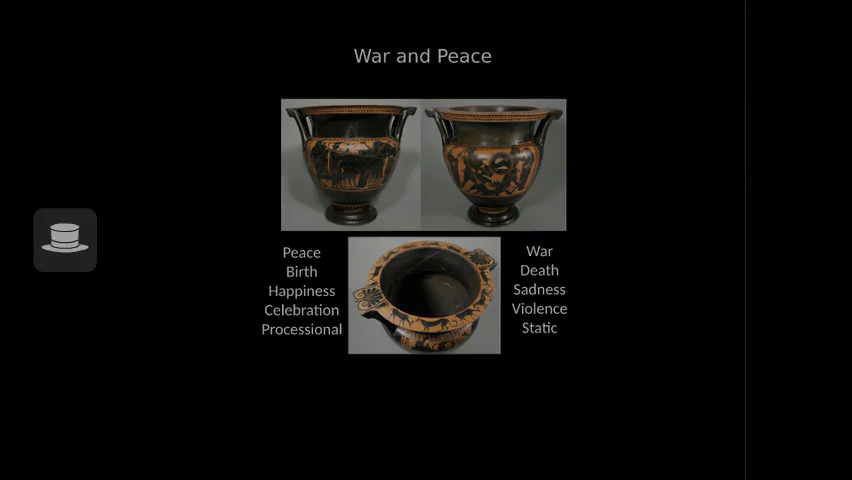 War and Peace
Peace
Birth
Happiness
Celebration
Processional
War
Death
Sadness
Violence
Static